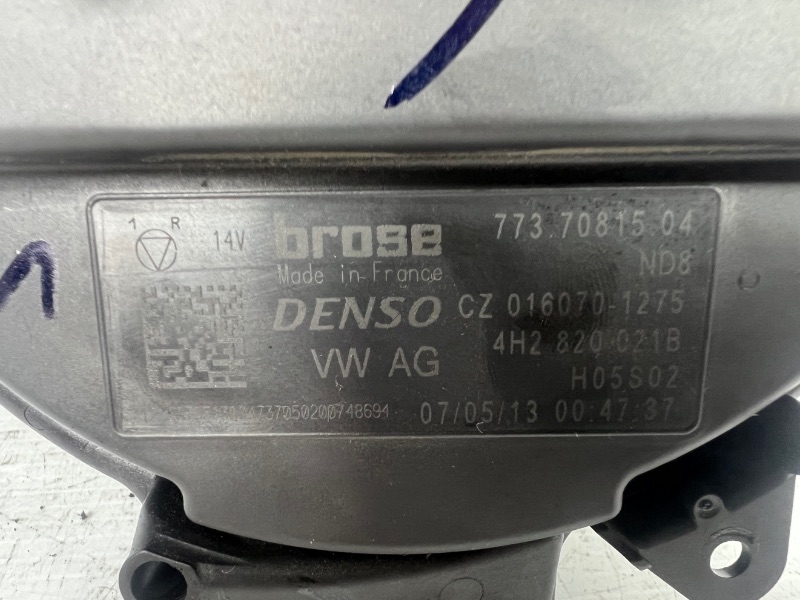 1 R 14V brose 773.70815.04
Made in France ND8
DENSO CZ 016070-1275
VW AG 4H2 820 021B
H05S02
07/05/13 00:47:37
1